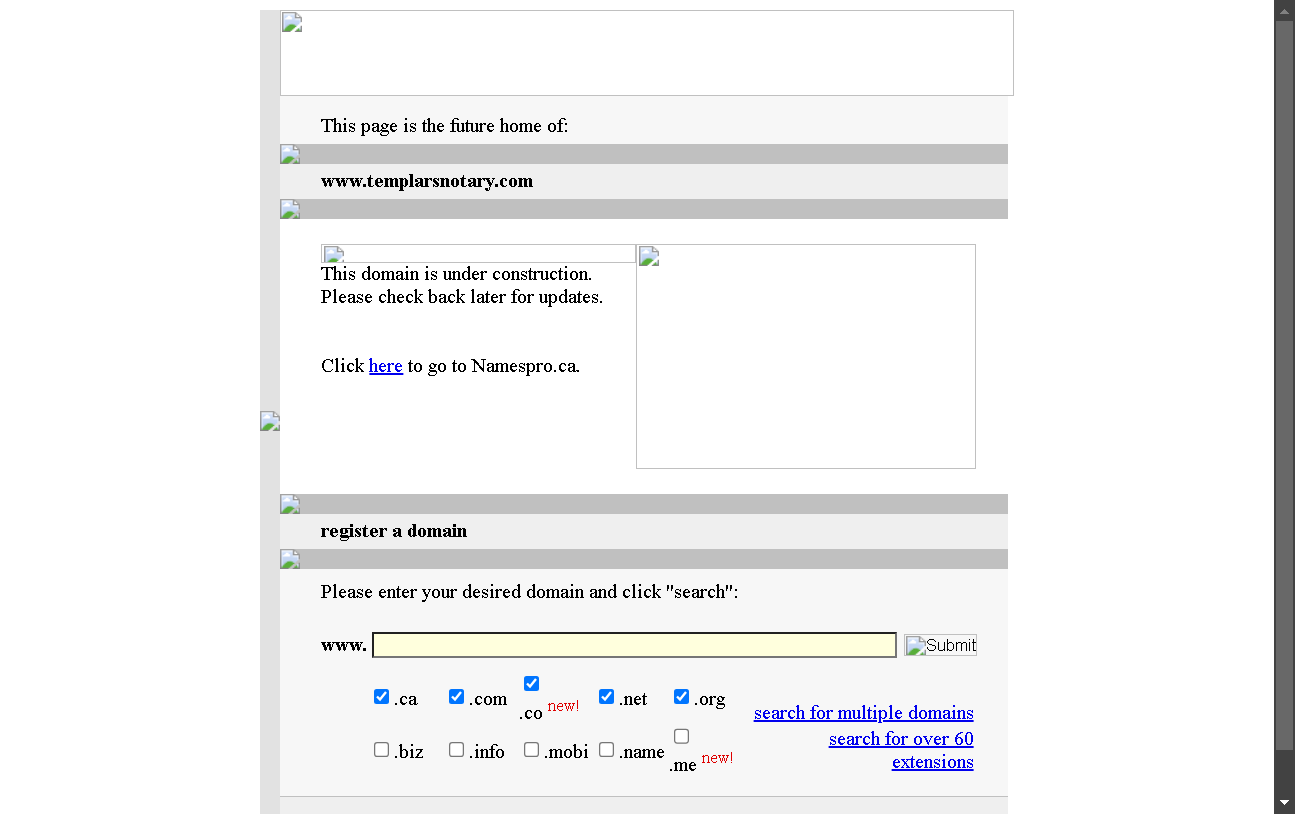 This page is the future home of:
www.templarsnotary.com
This domain is under construction.
Please check back later for updates.
Click here to go to Namespro.ca.
register a domain
Please enter your desired domain and click "search":
www. Submit
.ca .com .co new! .net .org
search for multiple domains
.biz .info .mobi .name .me new!
search for over 60
extensions